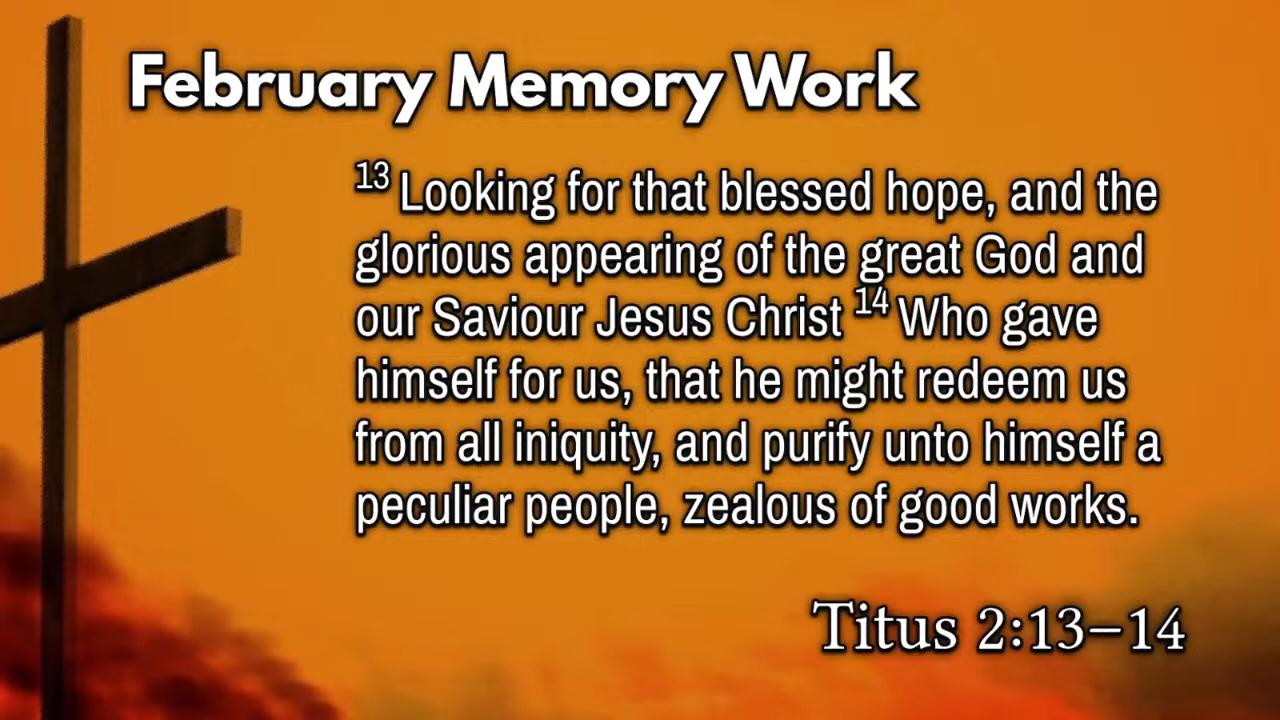 February Memory Work
13 Looking for that blessed hope, and the
glorious appearing of the great God and
our Saviour Jesus Christ 14 Who gave
himself for us, that he might redeem us
from all iniquity, and purify unto himself a
peculiar people, zealous of good works.
Titus 2:13–14